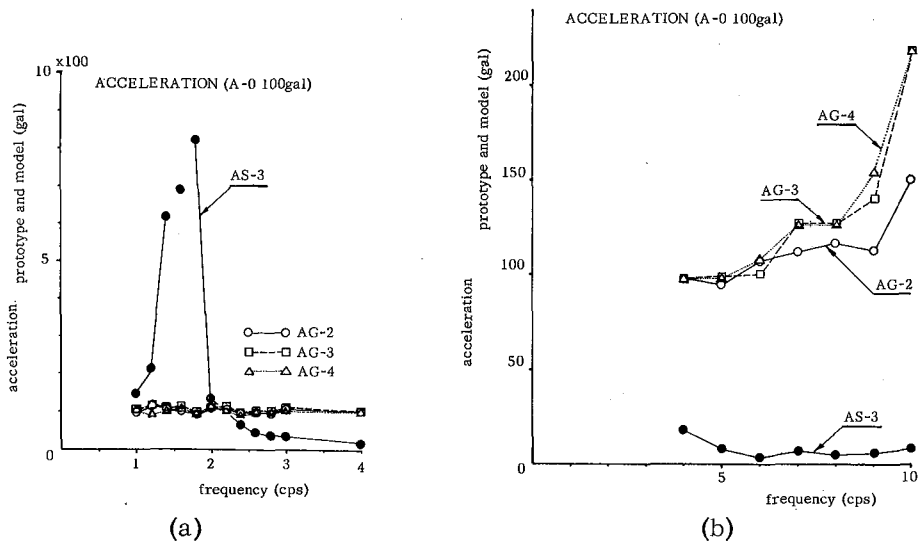 ×100
10
ACCELERATION (A-0 100gal)
acceleration. prototype and model (gal)
AS-3
5
AG-2
AG-3
AG-4
0
1
2
3
4
frequency (cps)
(a)
ACCELERATION (A-0 100gal)
acceleration prototype and model (gal)
200
AG-4
150
AG-3
100
AG-2
50
AS-3
0
5
10
frequency (cps)
(b)